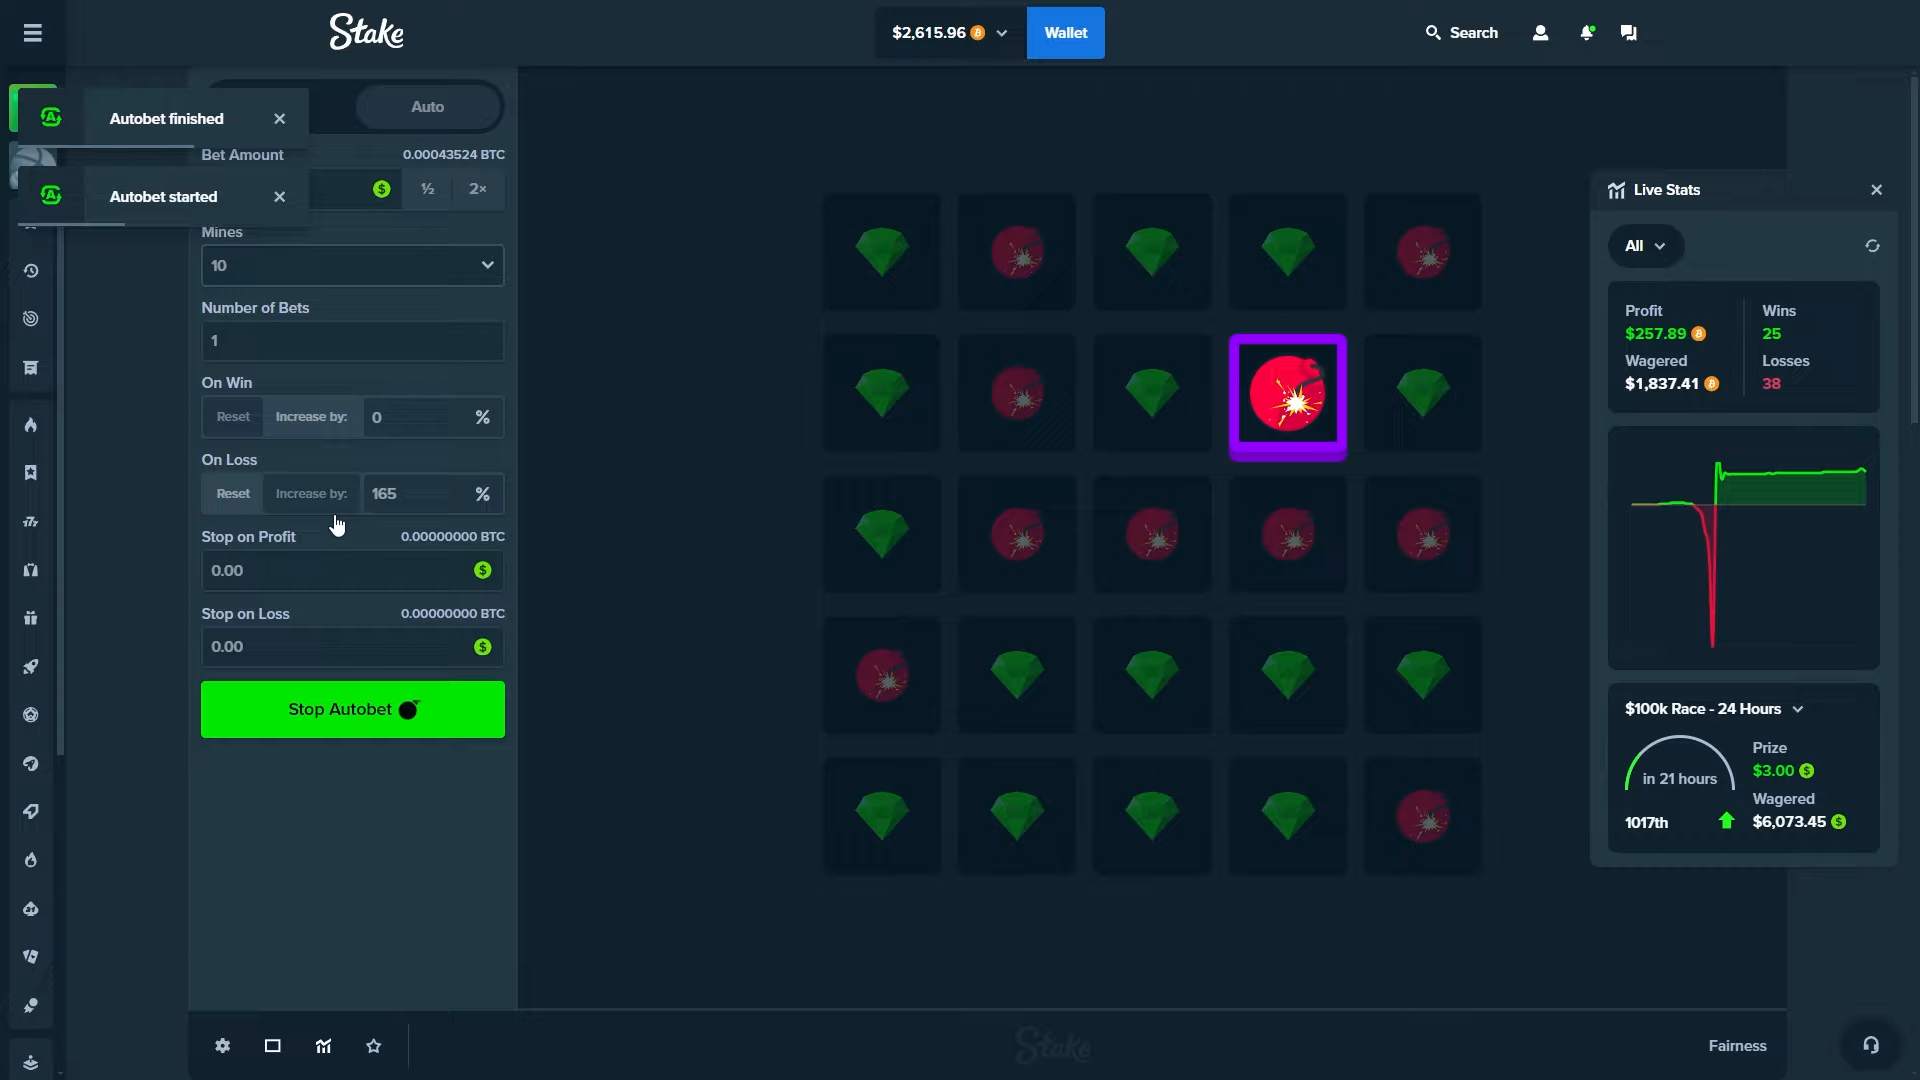 Stake
$2,615.96
Wallet
Search
Autobet finished
Autobet started
Auto
Bet Amount
0.00043524 BTC
½
2×
Mines
10
Number of Bets
1
On Win
Reset
Increase by:
0
%
On Loss
Reset
Increase by:
165
%
Stop on Profit
0.00000000 BTC
0.00
Stop on Loss
0.00000000 BTC
0.00
Stop Autobet
Live Stats
All
Profit
$257.89
Wins
25
Wagered
$1,837.41
Losses
38
$100k Race - 24 Hours
in 21 hours
1017th
Prize
$3.00
Wagered
$6,073.45
Stake
Fairness